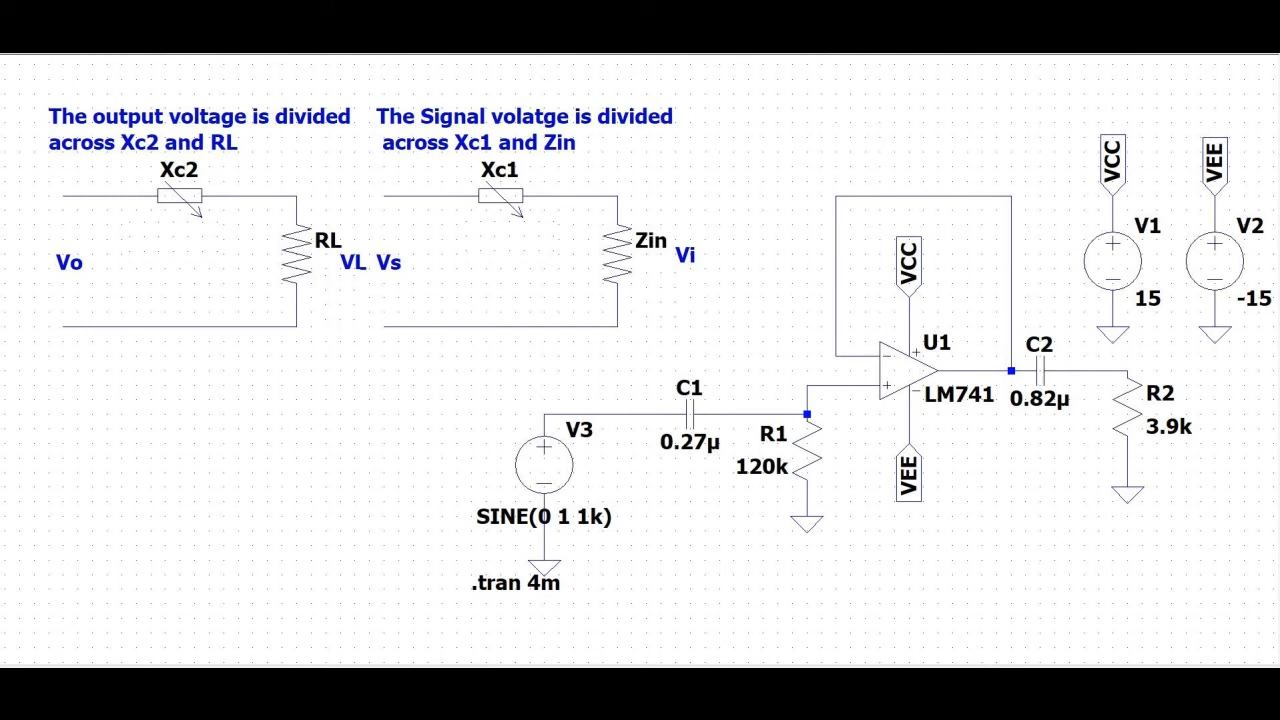 The output voltage is divided
across Xc2 and RL
Xc2
RL
Vo
VL
The Signal volatge is divided
across Xc1 and Zin
Xc1
Zin
Vs
Vi
VCC
VEE
V1
V2
15
-15
VCC
U1
+
-
+
-
LM741
VEE
C2
0.82µ
R2
3.9k
C1
0.27µ
R1
120k
V3
SINE(0 1 1k)
.tran 4m